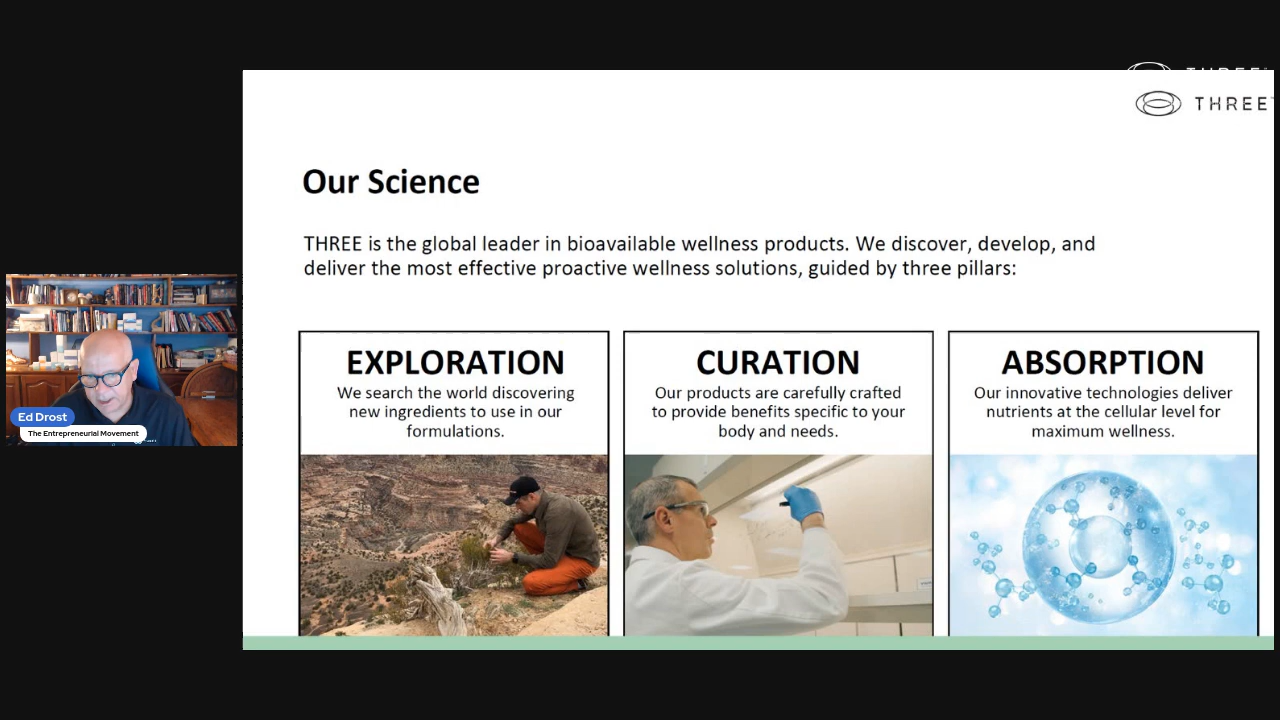 THREE
THREE
Our Science
THREE is the global leader in bioavailable wellness products. We discover, develop, and
deliver the most effective proactive wellness solutions, guided by three pillars:
EXPLORATION
We search the world discovering
new ingredients to use in our
formulations.
CURATION
Our products are carefully crafted
to provide benefits specific to your
body and needs.
ABSORPTION
Our innovative technologies deliver
nutrients at the cellular level for
maximum wellness.
Ed Drost
The Entrepreneurial Movement